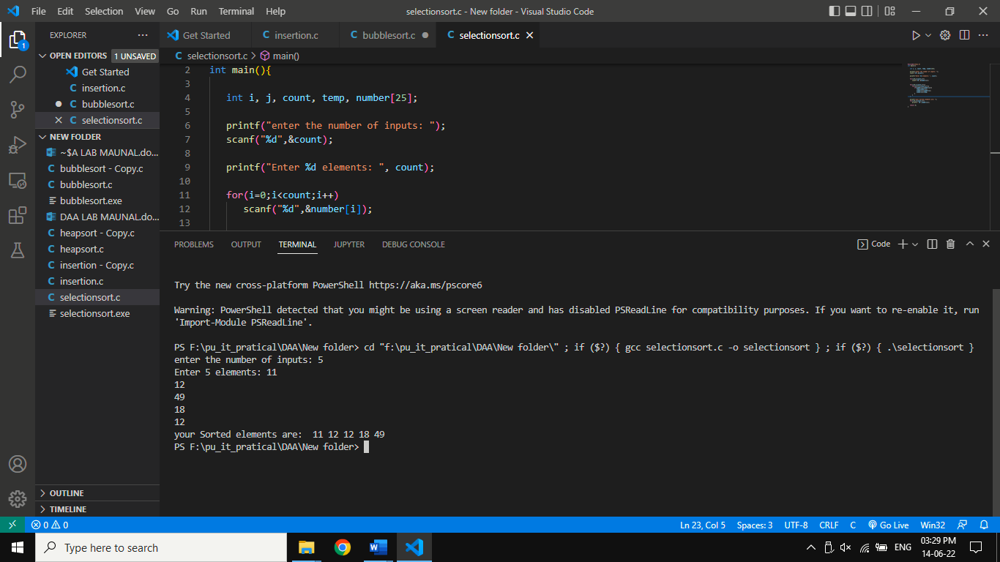 File Edit Selection View Go Run Terminal Help
selectionsort.c - New folder - Visual Studio Code
EXPLORER
OPEN EDITORS 1 UNSAVED
Get Started
insertion.c
bubblesort.c
selectionsort.c
NEW FOLDER
~$A LAB MAUNAL.do...
bubblesort - Copy.c
bubblesort.c
bubblesort.exe
DAA LAB MAUNAL.do...
heapsort - Copy.c
heapsort.c
insertion - Copy.c
insertion.c
selectionsort.c
selectionsort.exe
OUTLINE
TIMELINE
1
Get Started
insertion.c
bubblesort.c
selectionsort.c
selectionsort.c > main()
2 int main(){
3
4 int i, j, count, temp, number[25];
5
6 printf("enter the number of inputs: ");
7 scanf("%d",&count);
8
9 printf("Enter %d elements: ", count);
10
11 for(i=0;i<count;i++)
12 scanf("%d",&number[i]);
13
PROBLEMS OUTPUT TERMINAL JUPYTER DEBUG CONSOLE
Code
Try the new cross-platform PowerShell https://aka.ms/pscore6
Warning: PowerShell detected that you might be using a screen reader and has disabled PSReadLine for compatibility purposes. If you want to re-enable it, run
'Import-Module PSReadLine'.
PS F:\pu_it_pratical\DAA\New folder> cd "f:\pu_it_pratical\DAA\New folder\" ; if ($?) { gcc selectionsort.c -o selectionsort } ; if ($?) { .\selectionsort }
enter the number of inputs: 5
Enter 5 elements: 11
12
49
18
12
your Sorted elements are:  11 12 12 18 49
PS F:\pu_it_pratical\DAA\New folder>
0 0
Ln 23, Col 5 Spaces: 3 UTF-8 CRLF C Go Live Win32
Type here to search
ENG
03:29 PM
14-06-22